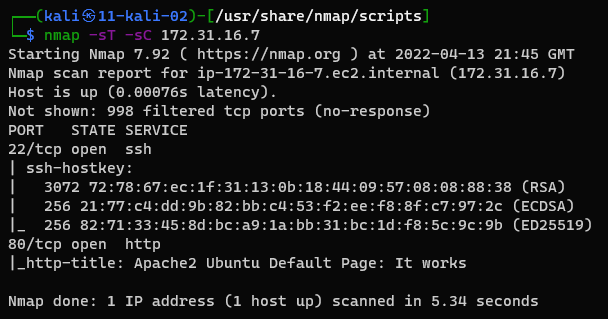 ┌──(kali㉿11-kali-02)-[/usr/share/nmap/scripts]
└─$ nmap -sT -sC 172.31.16.7
Starting Nmap 7.92 ( https://nmap.org ) at 2022-04-13 21:45 GMT
Nmap scan report for ip-172-31-16-7.ec2.internal (172.31.16.7)
Host is up (0.00076s latency).
Not shown: 998 filtered tcp ports (no-response)
PORT   STATE SERVICE
22/tcp open  ssh
| ssh-hostkey:
|   3072 72:78:67:ec:1f:31:13:0b:18:44:09:57:08:08:88:38 (RSA)
|   256 21:77:c4:dd:9b:82:bb:c4:53:f2:ee:f8:8f:c7:97:2c (ECDSA)
|_  256 82:71:33:45:8d:bc:a9:1a:bb:31:bc:1d:f8:5c:9c:9b (ED25519)
80/tcp open  http
|_http-title: Apache2 Ubuntu Default Page: It works

Nmap done: 1 IP address (1 host up) scanned in 5.34 seconds